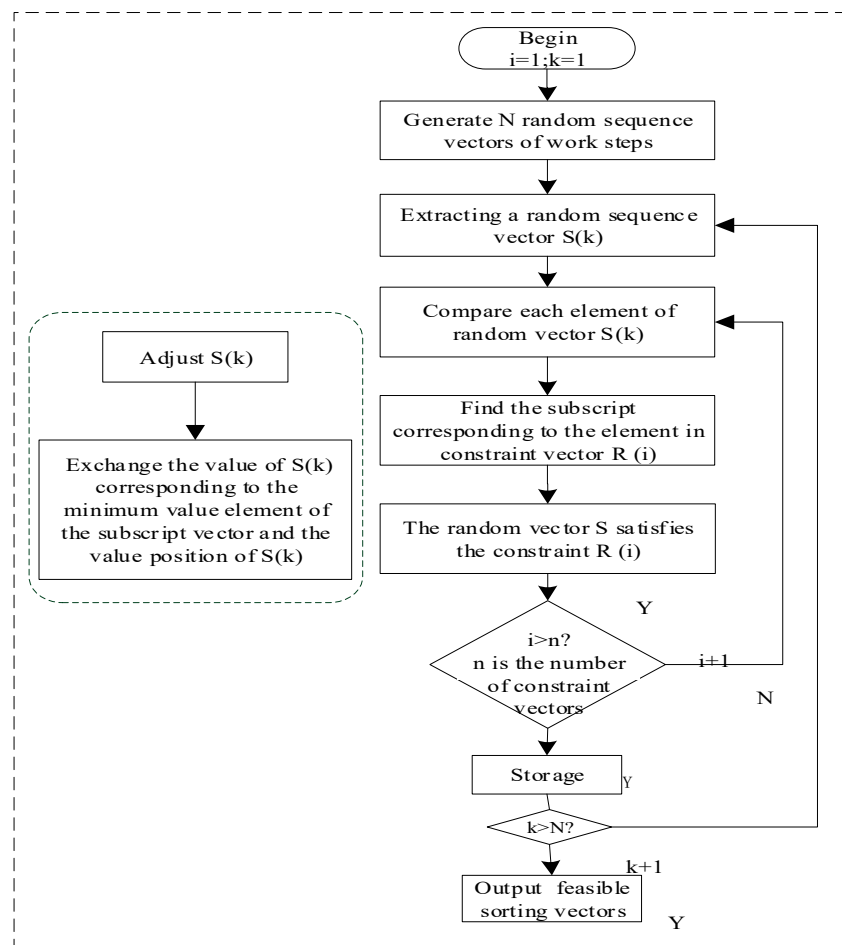 Begin
i=1;k=1
Generate N random sequence
vectors of work steps
Extracting a random sequence
vector S(k)
Compare each element of
random vector S(k)
Adjust S(k)
Find the subscript
corresponding to the element in
constraint vector R (i)
Exchange the value of S(k)
corresponding to the
minimum value element of
the subscript vector and the
value position of S(k)
The random vector S satisfies
the constraint R (i)
Y
i>n?
n is the number
of constraint
vectors
i+1
N
Storage
Y
k>N?
k+1
Output feasible
sorting vectors
Y